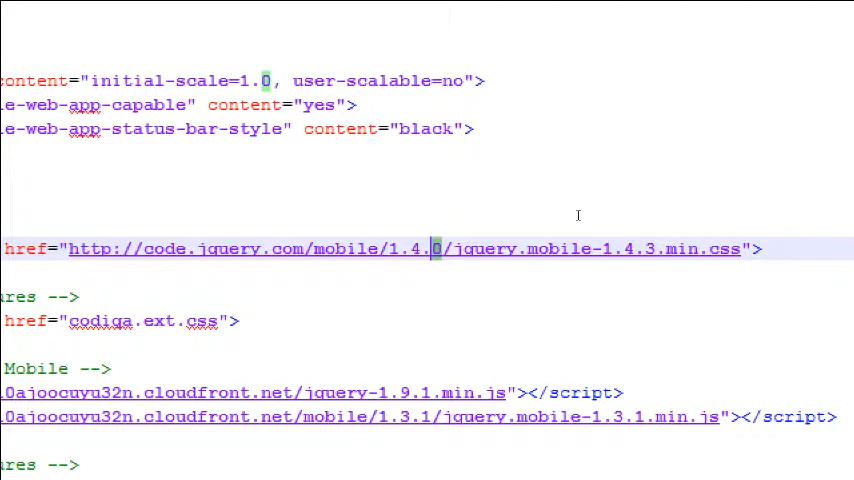 content="initial-scale=1.0, user-scalable=no">
e-web-app-capable" content="yes">
e-web-app-status-bar-style" content="black">
href="http://code.jquery.com/mobile/1.4.0/jquery.mobile-1.4.3.min.css">
ures -->
href="codiqa.ext.css">
Mobile -->
.0ajoocuyu32n.cloudfront.net/jquery-1.9.1.min.js"></script>
.0ajoocuyu32n.cloudfront.net/mobile/1.3.1/jquery.mobile-1.3.1.min.js"></script>
ures -->